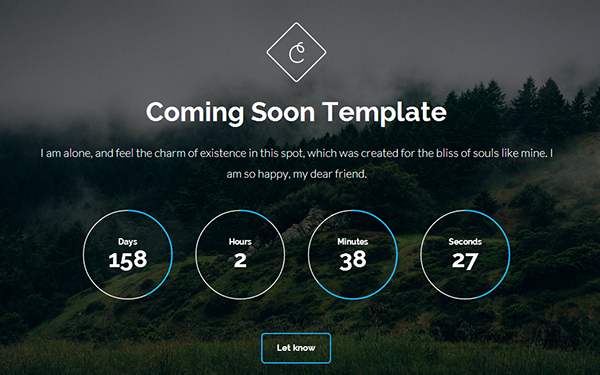 C
Coming Soon Template
I am alone, and feel the charm of existence in this spot, which was created for the bliss of souls like mine. I
am so happy, my dear friend.
Days
158
Hours
2
Minutes
38
Seconds
27
Let know